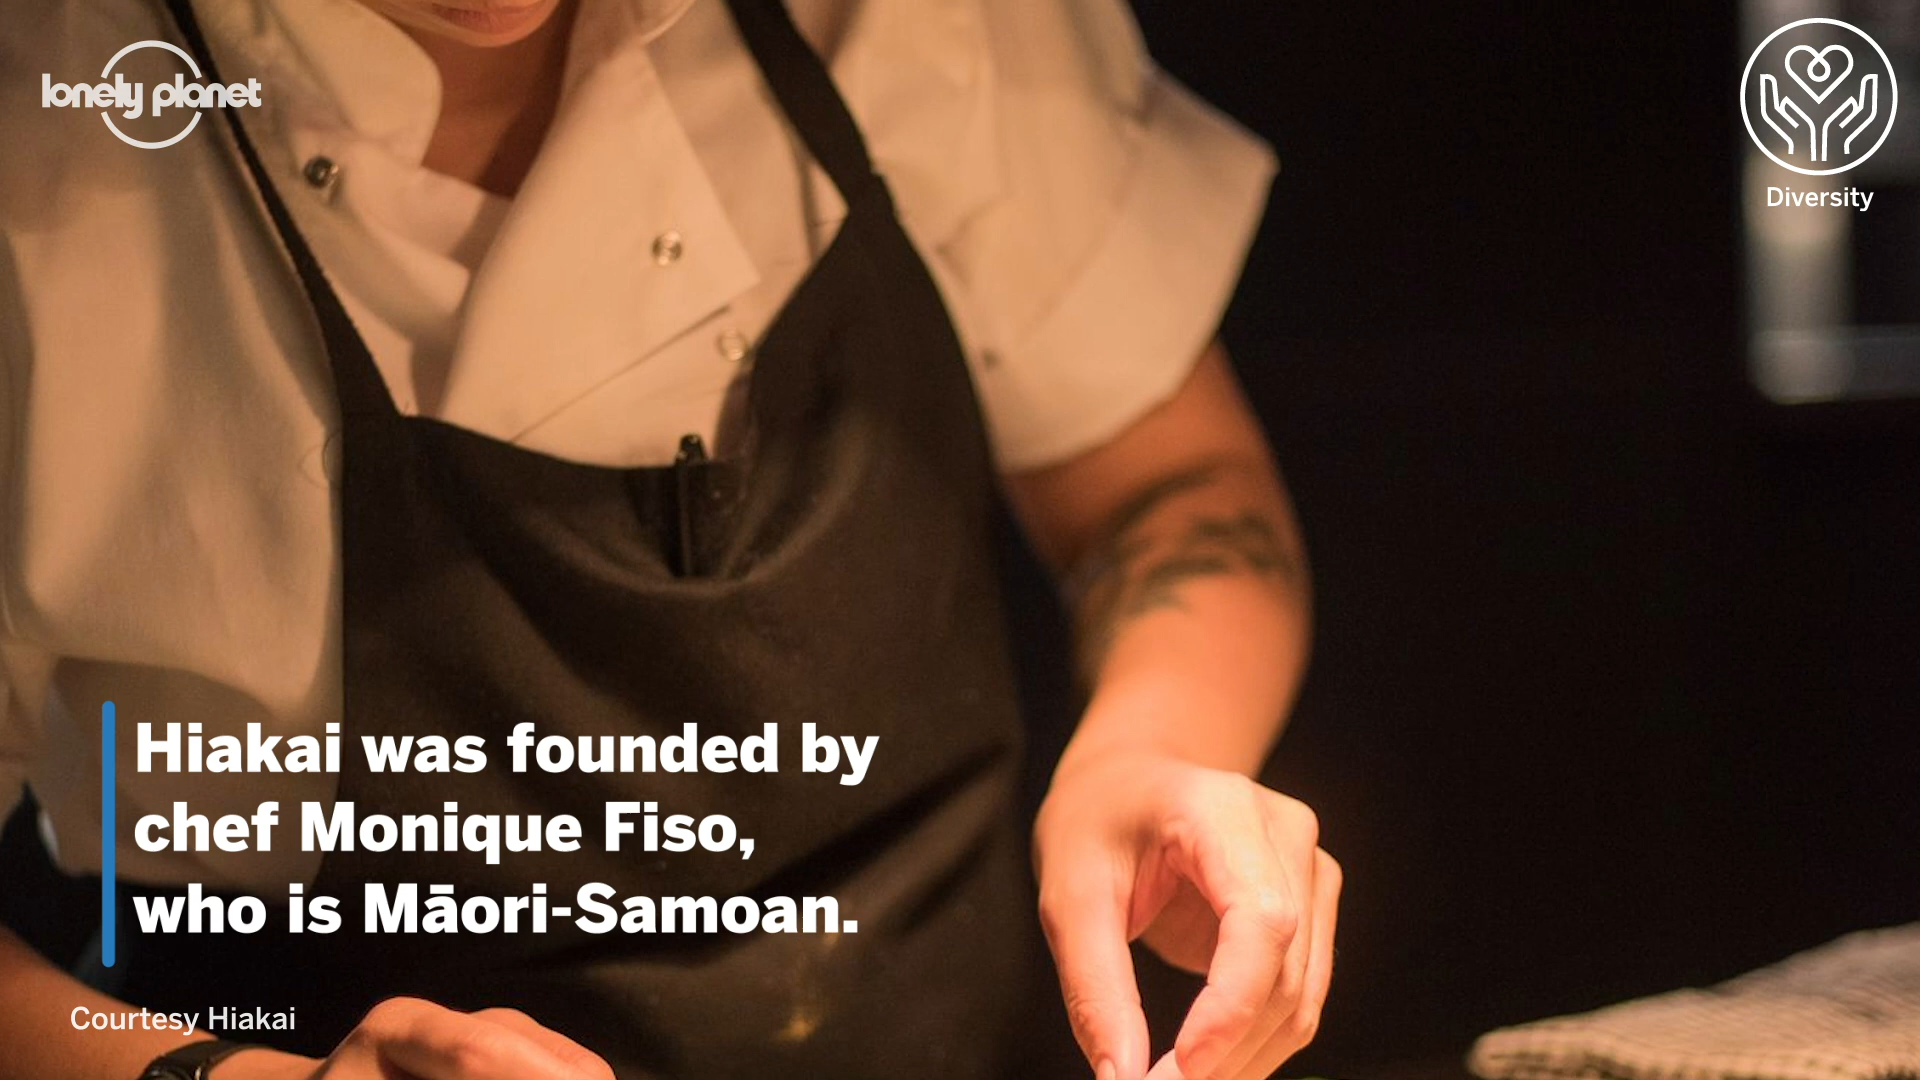 lonely planet
Diversity
Hiakai was founded by
chef Monique Fiso,
who is Māori-Samoan.
Courtesy Hiakai